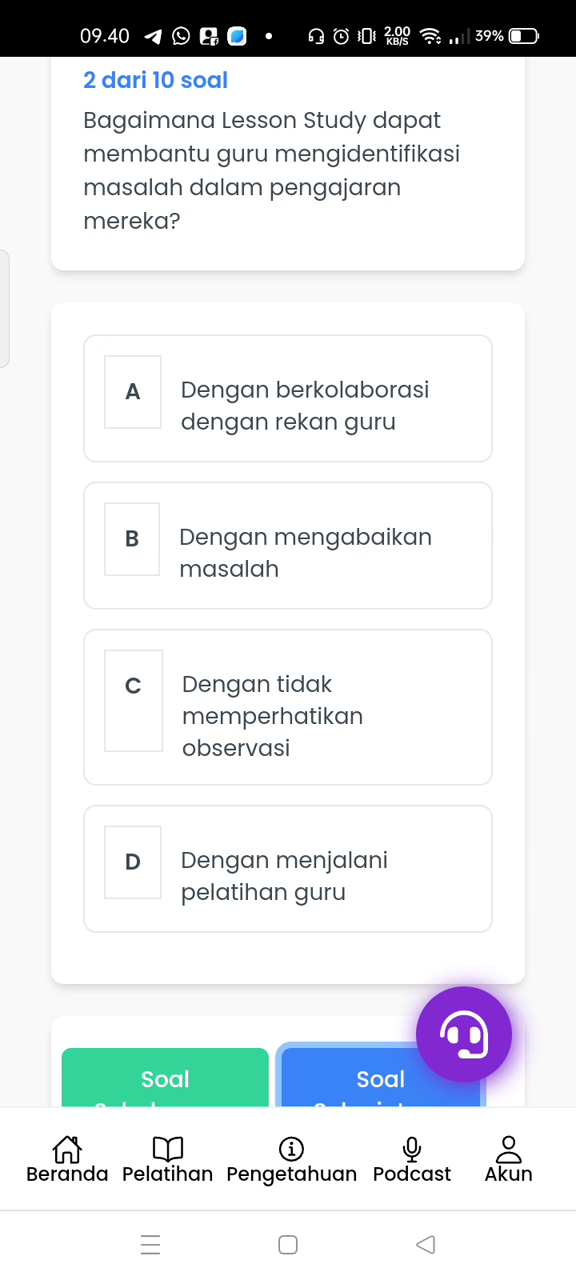 09.40
2.00
KB/S
39%
2 dari 10 soal
Bagaimana Lesson Study dapat
membantu guru mengidentifikasi
masalah dalam pengajaran
mereka?
A
Dengan berkolaborasi
dengan rekan guru
B
Dengan mengabaikan
masalah
C
Dengan tidak
memperhatikan
observasi
D
Dengan menjalani
pelatihan guru
Soal
Soal
Beranda
Pelatihan
Pengetahuan
Podcast
Akun